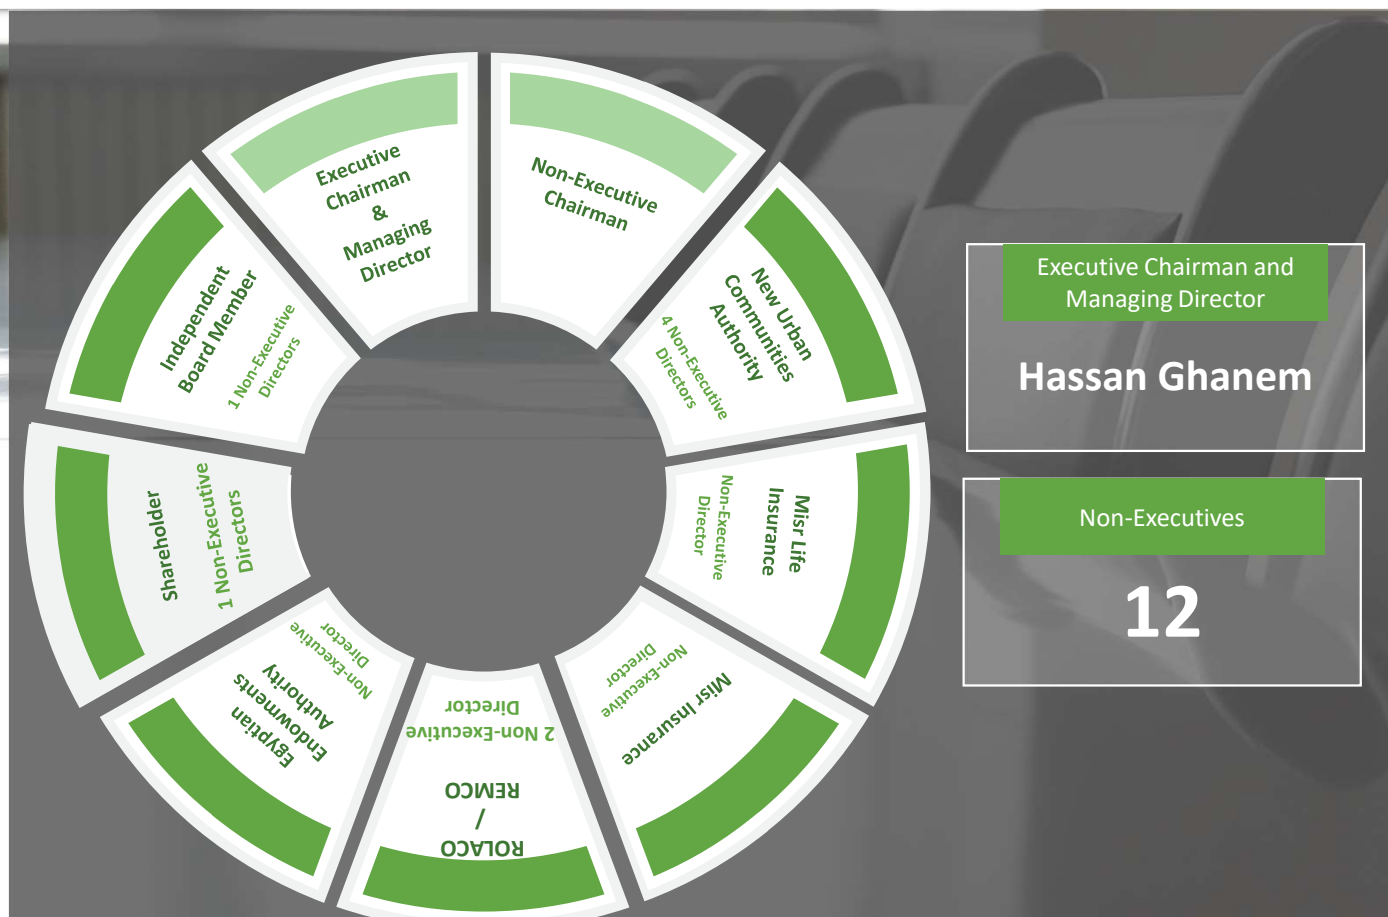 Executive
Chairman
&
Managing
Director
Non-Executive
Chairman
New Urban
Communities
Authority
4 Non-Executive
Directors
Misr Life
Insurance
Non-Executive
Director
Misr Insurance
Non-Executive
Director
ROLACO
/
REMCO
2 Non-Executive
Director
Egyptian
Endowments
Authority
Non-Executive
Director
Shareholder
1 Non-Executive
Directors
Independent
Board Member
1 Non-Executive
Directors
Executive Chairman and
Managing Director
Hassan Ghanem
Non-Executives
12